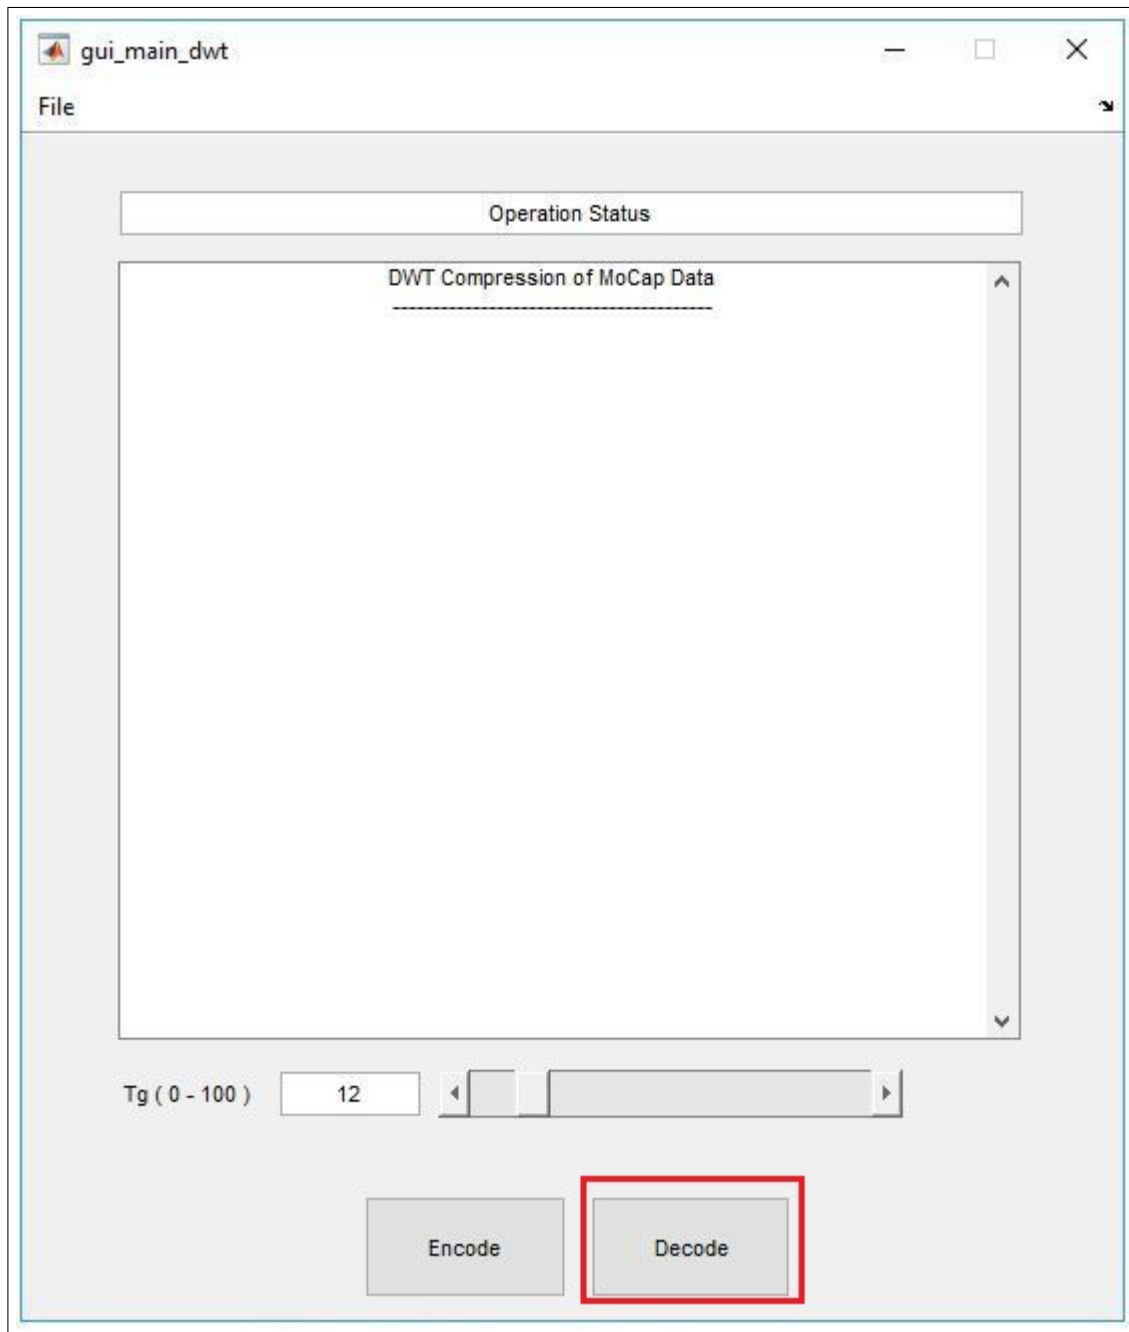 gui_main_dwt
File
Operation Status
DWT Compression of MoCap Data
----------------------------------------
Tg ( 0 - 100 )
12
Encode
Decode